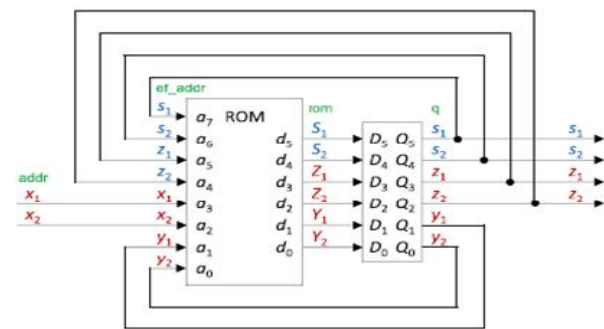 ef_addr
rom
q
s₁ a₇ ROM
s₁ s₁
s₂ a₆ d₅ S₁ D₅ Q₅
z₁ a₅ d₄ S₂ D₄ Q₄ s₂ s₂
addr z₂ a₄ d₃ Z₁ D₃ Q₃ z₁ z₁
x₁ x₁ a₃ d₂ Z₂ D₂ Q₂ z₂ z₂
x₂ x₂ a₂ d₁ Y₁ D₁ Q₁ y₁
y₁ a₁ d₀ Y₂ D₀ Q₀ y₂
y₂ a₀